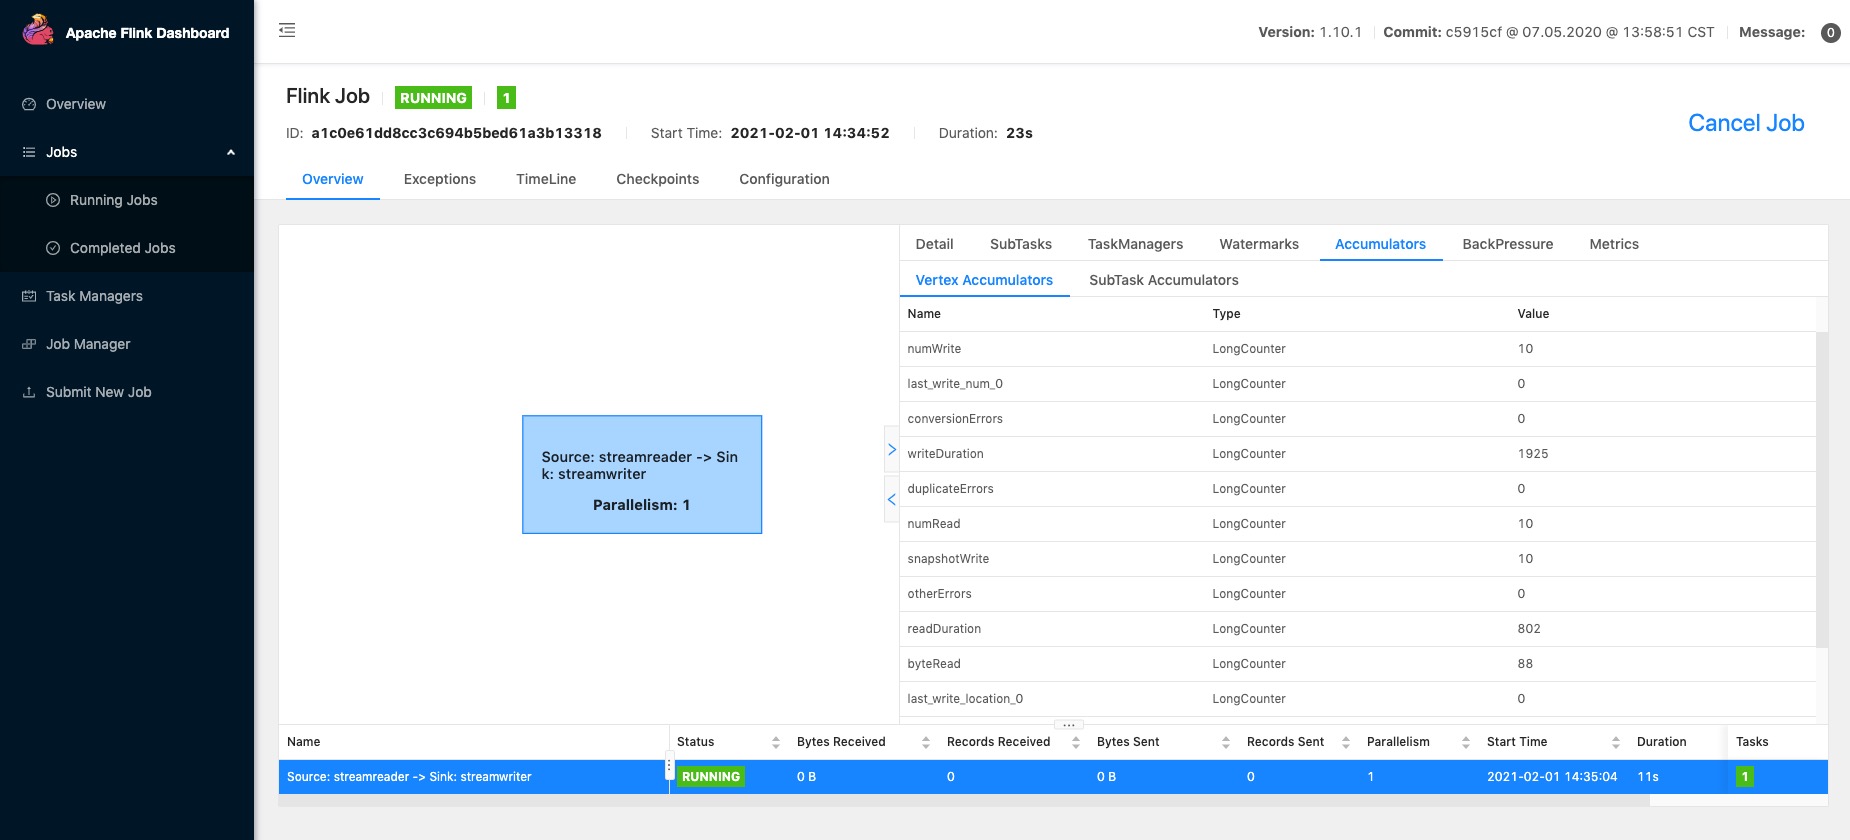 Apache Flink Dashboard
Version: 1.10.1 Commit: c5915cf @ 07.05.2020 @ 13:58:51 CST Message: 0
Overview
Jobs
Running Jobs
Completed Jobs
Task Managers
Job Manager
Submit New Job
Flink Job RUNNING 1
ID: a1c0e61dd8cc3c694b5bed61a3b13318 Start Time: 2021-02-01 14:34:52 Duration: 23s
Cancel Job
Overview Exceptions TimeLine Checkpoints Configuration
Source: streamreader -> Sin
k: streamwriter
Parallelism: 1
Detail SubTasks TaskManagers Watermarks Accumulators BackPressure Metrics
Vertex Accumulators SubTask Accumulators
Name Type Value
numWrite LongCounter 10
last_write_num_0 LongCounter 0
conversionErrors LongCounter 0
writeDuration LongCounter 1925
duplicateErrors LongCounter 0
numRead LongCounter 10
snapshotWrite LongCounter 10
otherErrors LongCounter 0
readDuration LongCounter 802
byteRead LongCounter 88
last_write_location_0 LongCounter 0
Name Status Bytes Received Records Received Bytes Sent Records Sent Parallelism Start Time Duration Tasks
Source: streamreader -> Sink: streamwriter RUNNING 0 B 0 0 B 0 1 2021-02-01 14:35:04 11s 1